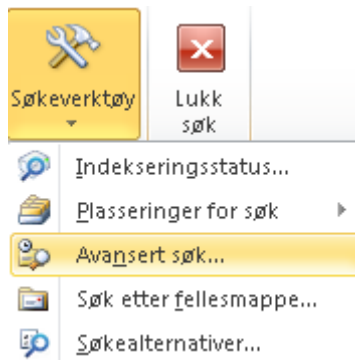 Søkeverktøy
Lukk
søk
Indekseringsstatus...
Plasseringer for søk
Avansert søk...
Søk etter fellesmappe...
Søkealternativer...